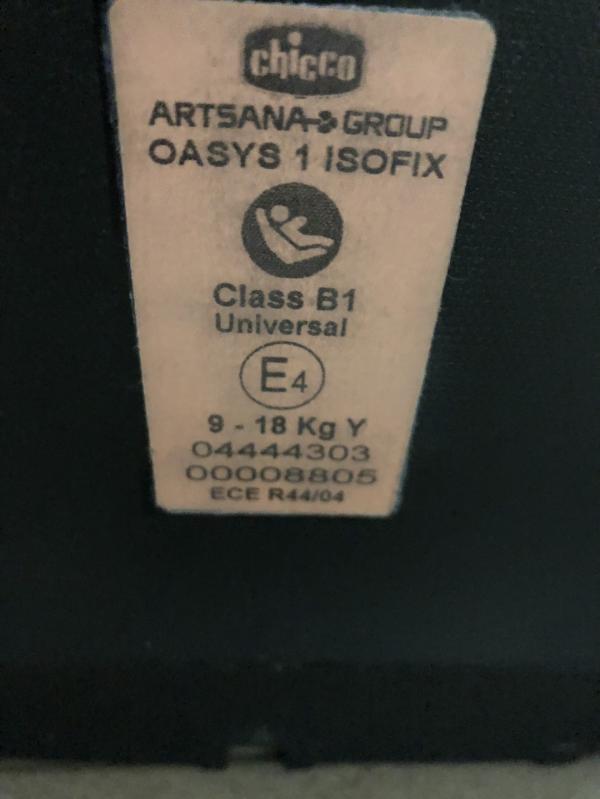 chicco
ARTSANA GROUP
OASYS 1 ISOFIX
Class B1
Universal
E4
9 - 18 Kg Y
04444303
00008805
ECE R44/04